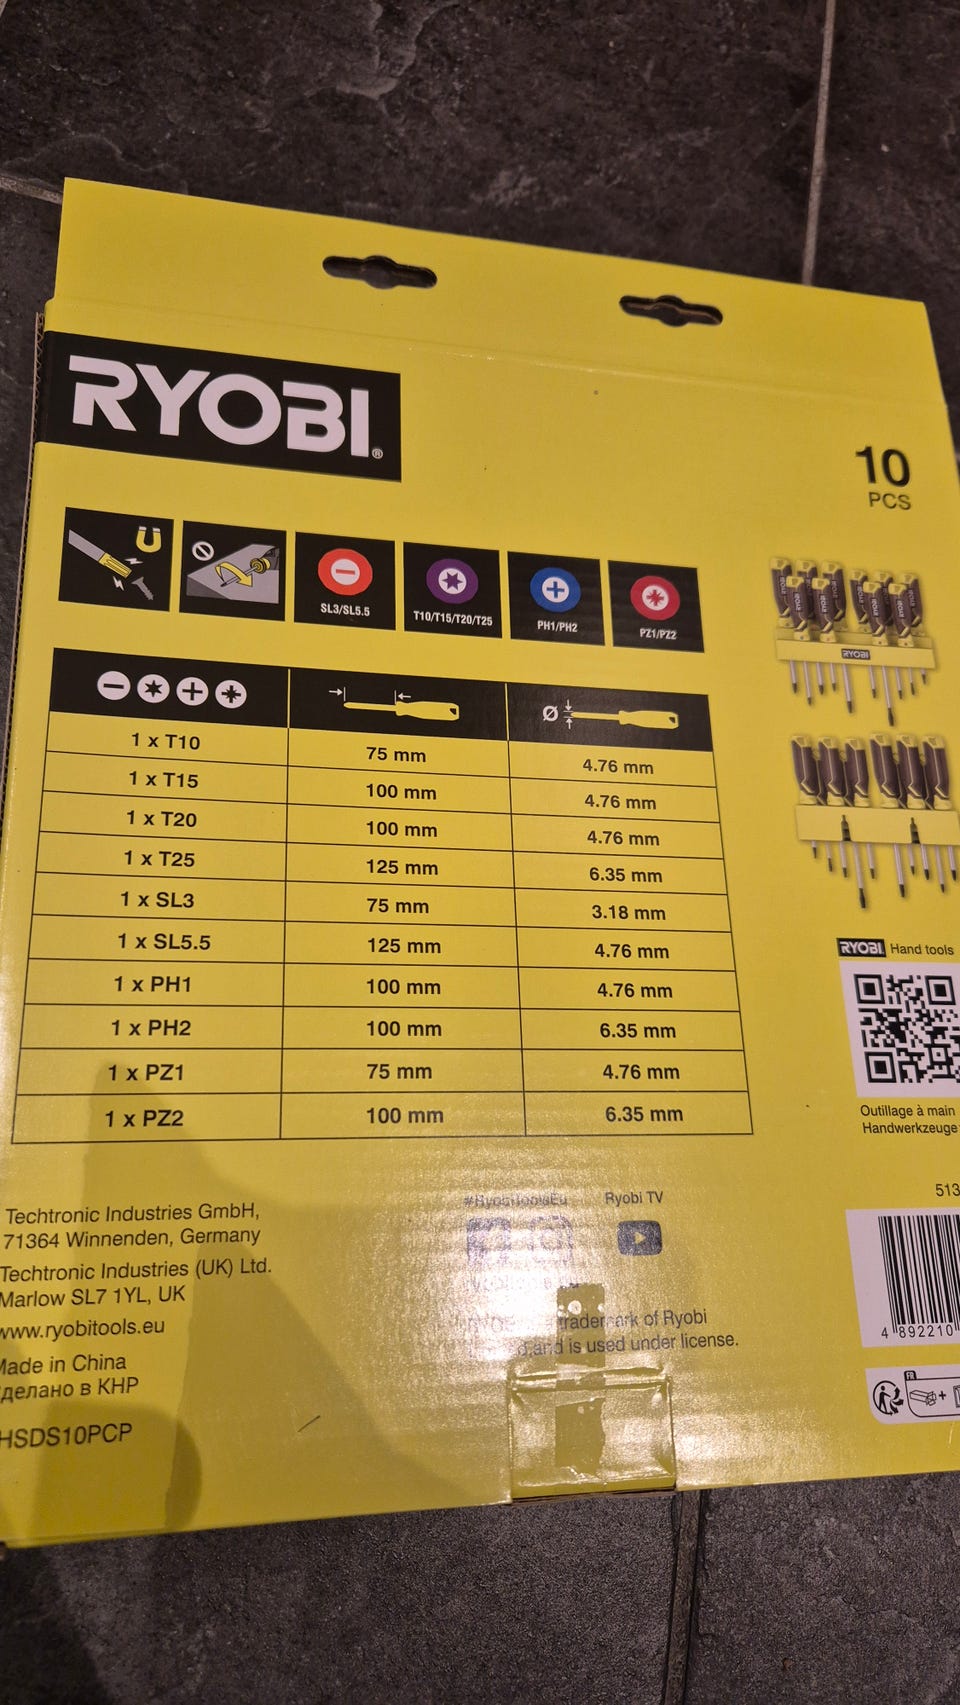 RYOBI®
10
PCS
SL3/SL5.5
T10/T15/T20/T25
PH1/PH2
PZ1/PZ2
RYOBI
Ø
1 x T10 75 mm 4.76 mm
1 x T15 100 mm 4.76 mm
1 x T20 100 mm 4.76 mm
1 x T25 125 mm 6.35 mm
1 x SL3 75 mm 3.18 mm
1 x SL5.5 125 mm 4.76 mm
1 x PH1 100 mm 4.76 mm
1 x PH2 100 mm 6.35 mm
1 x PZ1 75 mm 4.76 mm
1 x PZ2 100 mm 6.35 mm
RYOBI Hand tools
Outillage à main
Handwerkzeuge
513
4 892210
FR
Techtronic Industries GmbH,
71364 Winnenden, Germany
Techtronic Industries (UK) Ltd.
Marlow SL7 1YL, UK
www.ryobitools.eu
Made in China
делано в КНР
HSDS10PCP
#RyobiToolsEu
Ryobi TV
trademark of Ryobi
and is used under license.